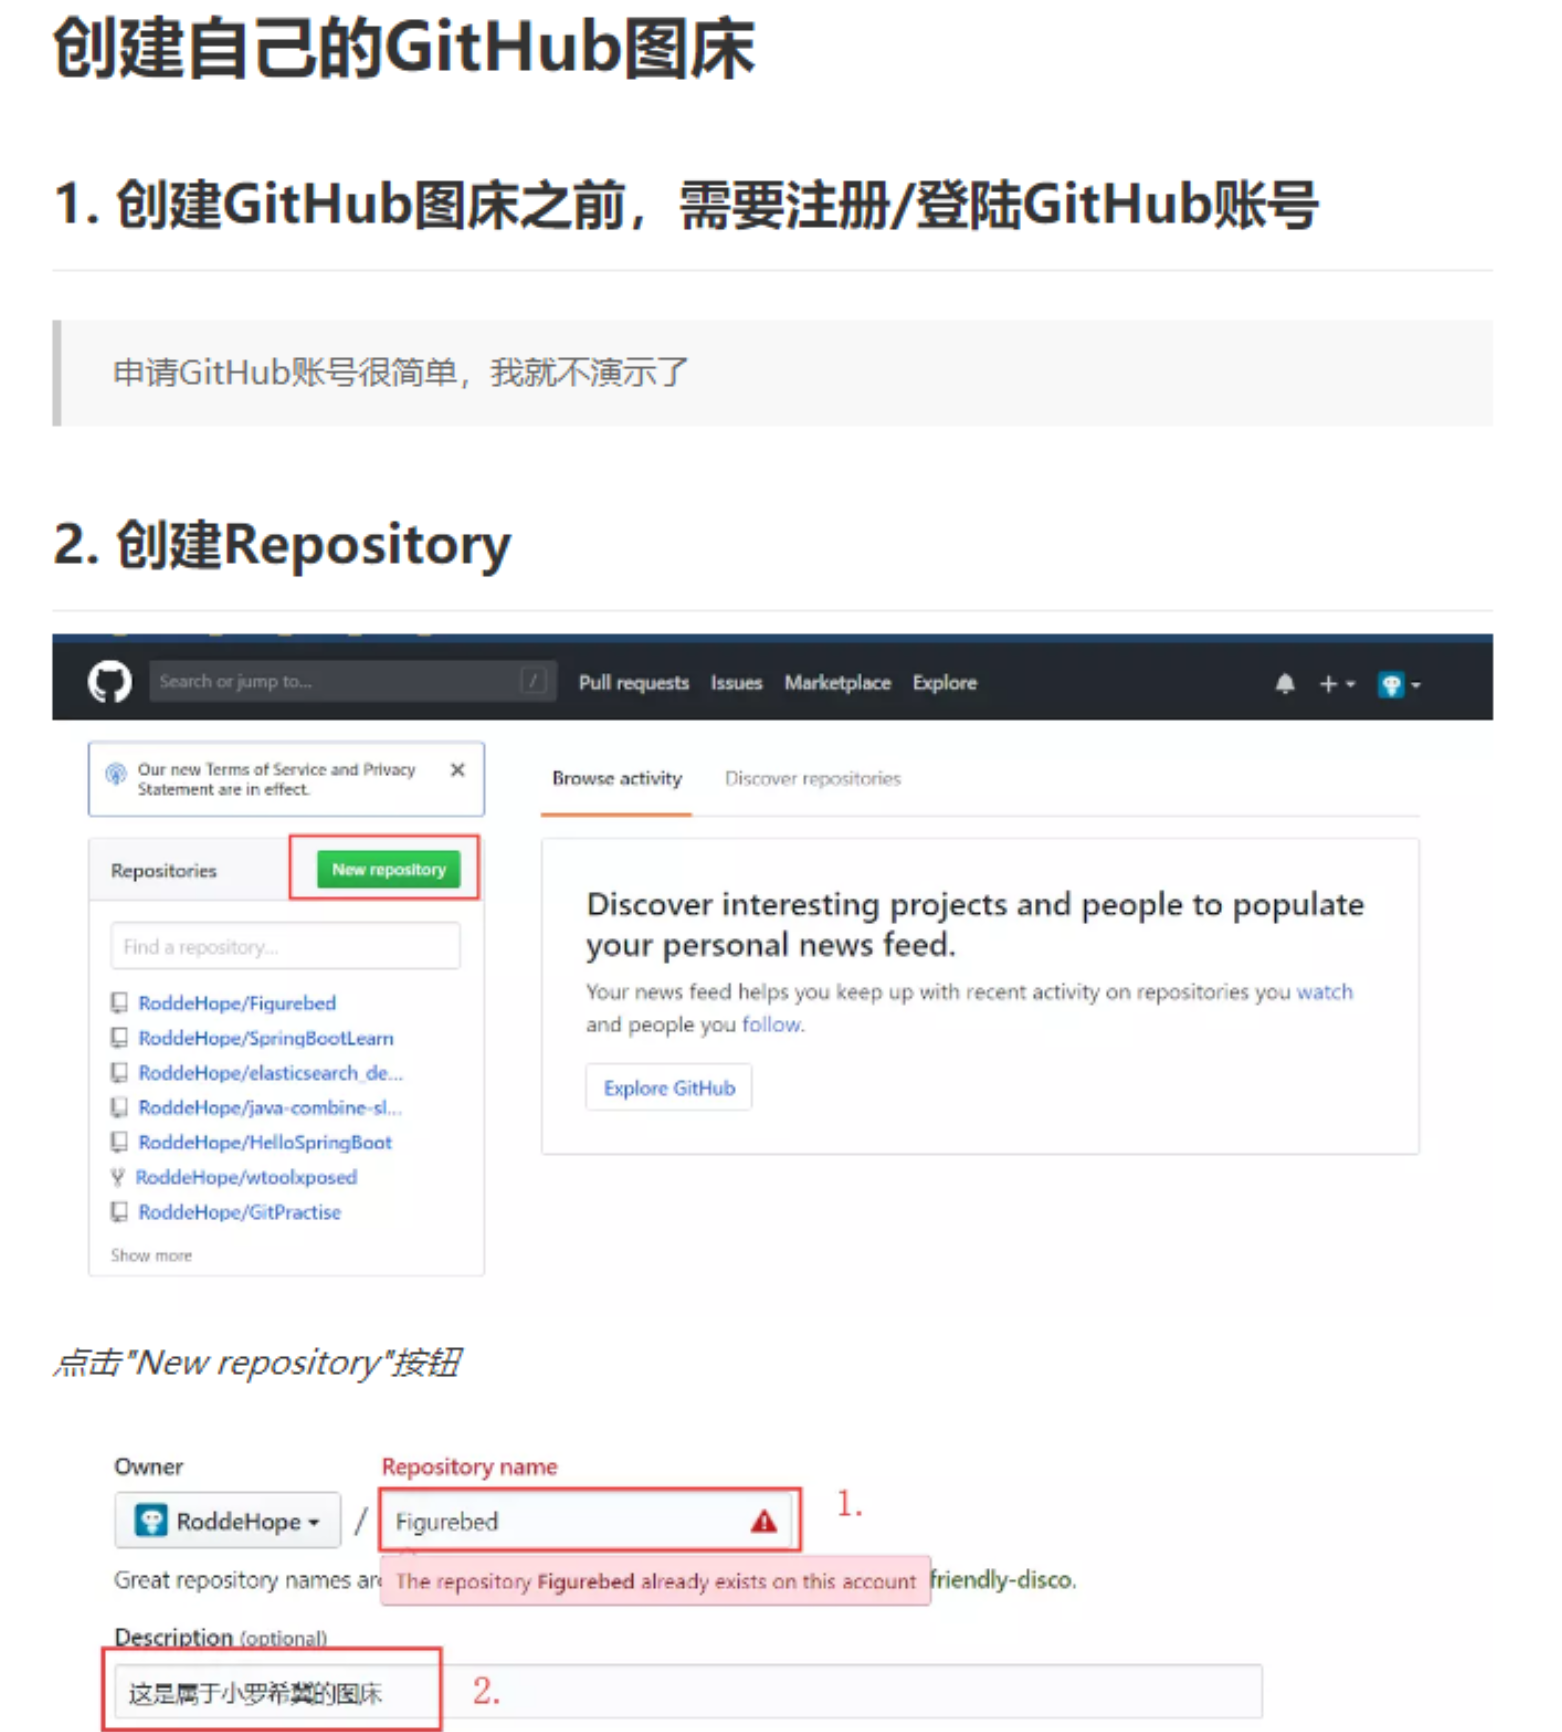 创建自己的GitHub图床
1. 创建GitHub图床之前，需要注册/登陆GitHub账号
申请GitHub账号很简单，我就不演示了
2. 创建Repository
Search or jump to... /
Pull requests Issues Marketplace Explore
Our new Terms of Service and Privacy
Statement are in effect.
Browse activity Discover repositories
Repositories New repository
Find a repository...
RoddeHope/Figurebed
RoddeHope/SpringBootLearn
RoddeHope/elasticsearch_de...
RoddeHope/java-combine-sl...
RoddeHope/HelloSpringBoot
RoddeHope/wtoolxposed
RoddeHope/GitPractise
Show more
Discover interesting projects and people to populate
your personal news feed.
Your news feed helps you keep up with recent activity on repositories you watch
and people you follow.
Explore GitHub
点击"New repository"按钮
Owner Repository name
RoddeHope / Figurebed 1.
Great repository names are The repository Figurebed already exists on this account friendly-disco.
Description (optional)
这是属于小罗希冀的图床 2.